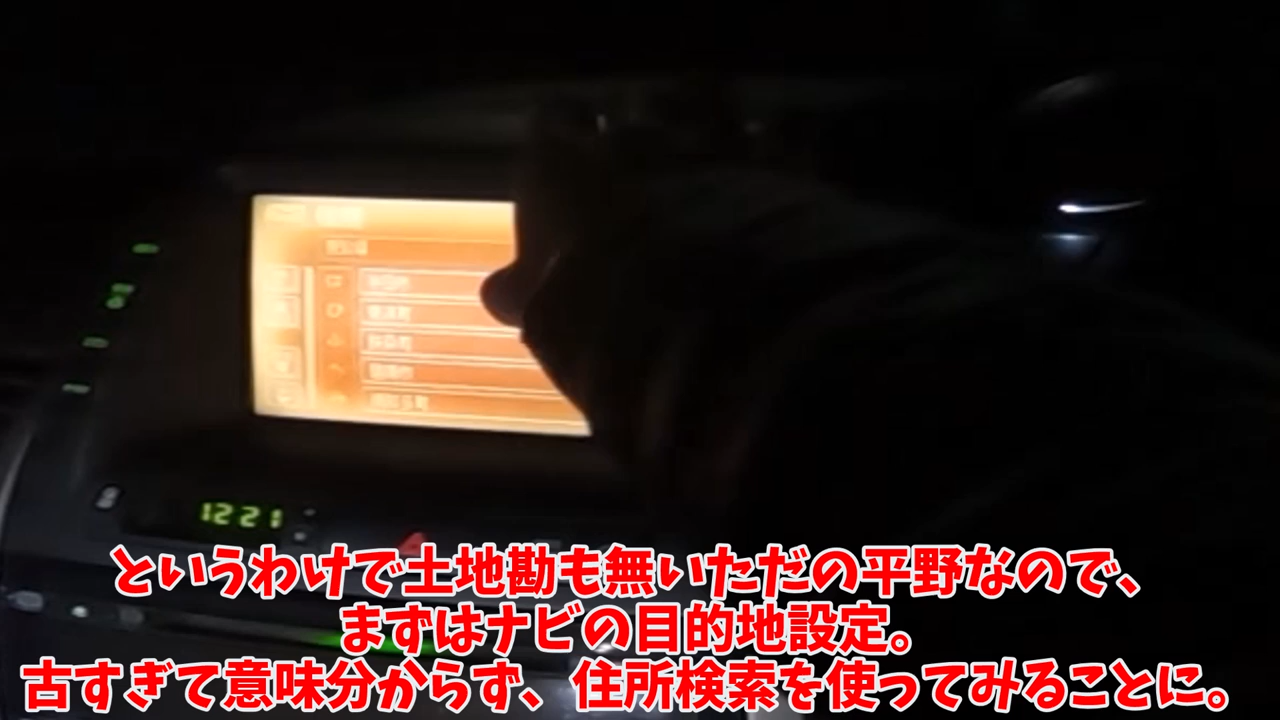 12:21
というわけで土地勘も無いただの平野なので、
まずはナビの目的地設定。
古すぎて意味分からず、住所検索を使ってみることに。